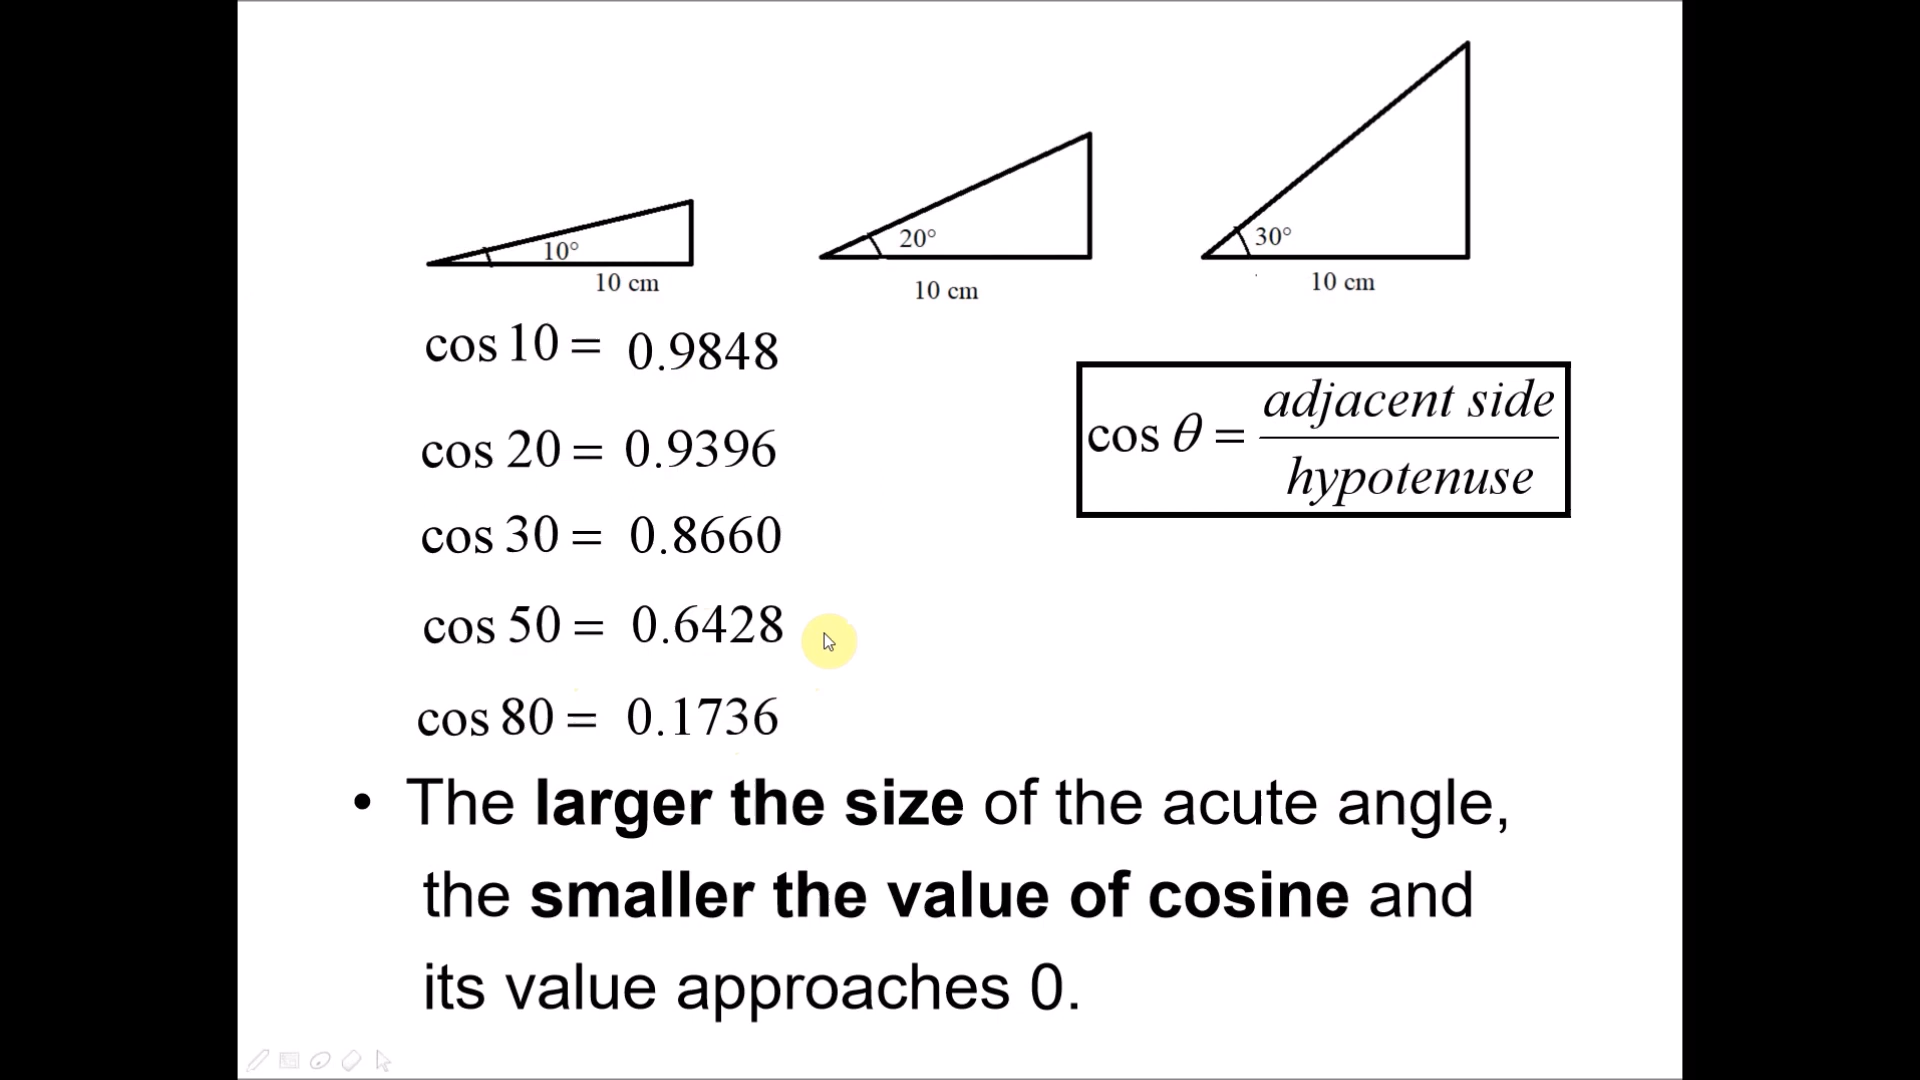 10°
10 cm
20°
10 cm
30°
10 cm
cos 10 = 0.9848
cos 20 = 0.9396
cos 30 = 0.8660
cos 50 = 0.6428
cos 80 = 0.1736
cos θ = adjacent side / hypotenuse
• The larger the size of the acute angle,
the smaller the value of cosine and
its value approaches 0.